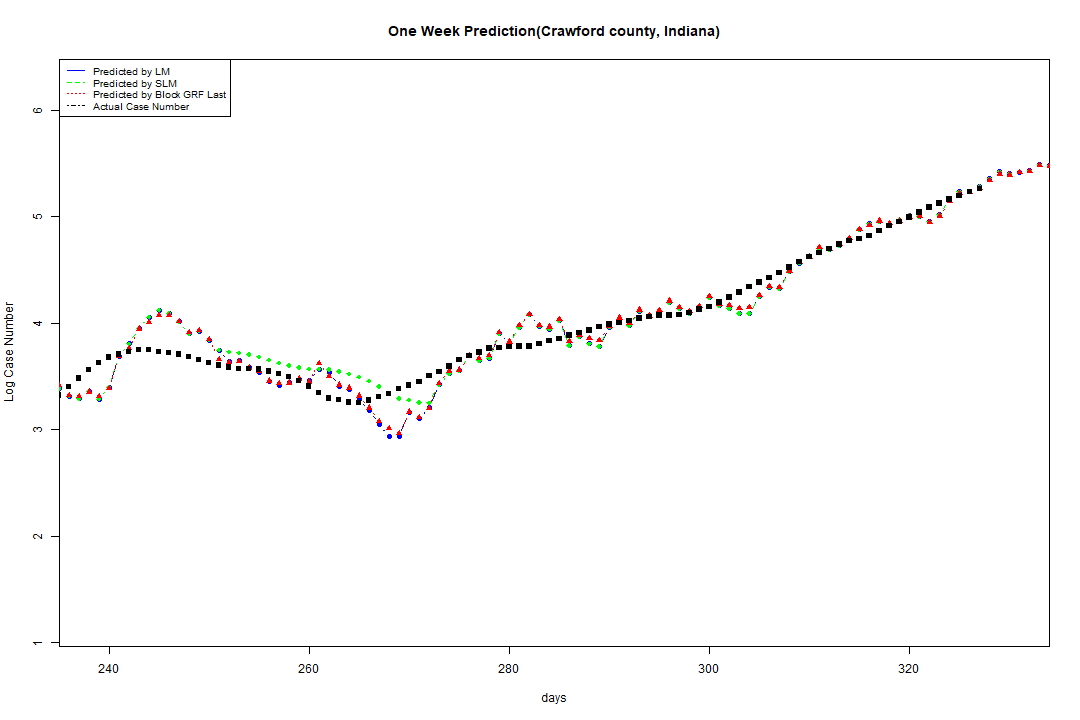 One Week Prediction(Crawford county, Indiana)
Predicted by LM
Predicted by SLM
Predicted by Block GRF Last
Actual Case Number
Log Case Number
6
5
4
3
2
1
240 260 280 300 320
days